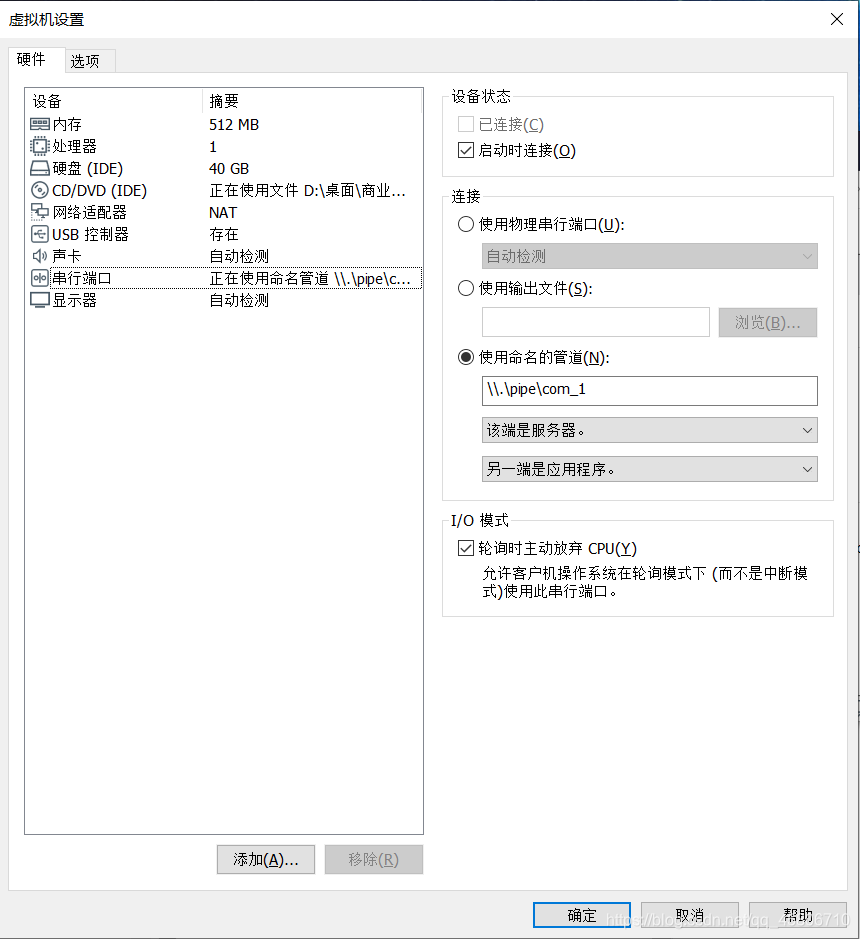 虚拟机设置
硬件 选项
设备 摘要
内存 512 MB
处理器 1
硬盘 (IDE) 40 GB
CD/DVD (IDE) 正在使用文件 D:\桌面\商业...
网络适配器 NAT
USB 控制器 存在
声卡 自动检测
串行端口 正在使用命名管道 \\.\pipe\c...
显示器 自动检测
添加(A)... 移除(R)
设备状态
已连接(C)
启动时连接(O)
连接
使用物理串行端口(U):
自动检测
使用输出文件(S):
浏览(B)...
使用命名的管道(N):
\\.\pipe\com_1
该端是服务器。
另一端是应用程序。
I/O 模式
轮询时主动放弃 CPU(Y)
允许客户机操作系统在轮询模式下 (而不是中断模
式)使用此串行端口。
确定 取消 帮助